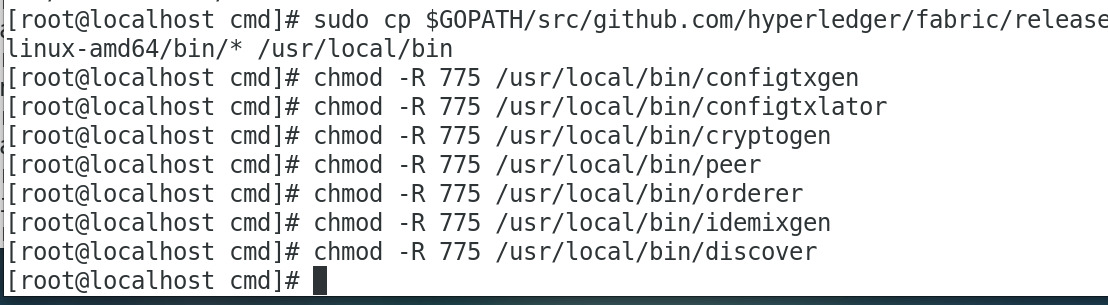 [root@localhost cmd]# sudo cp $GOPATH/src/github.com/hyperledger/fabric/release
linux-amd64/bin/* /usr/local/bin
[root@localhost cmd]# chmod -R 775 /usr/local/bin/configtxgen
[root@localhost cmd]# chmod -R 775 /usr/local/bin/configtxlator
[root@localhost cmd]# chmod -R 775 /usr/local/bin/cryptogen
[root@localhost cmd]# chmod -R 775 /usr/local/bin/peer
[root@localhost cmd]# chmod -R 775 /usr/local/bin/orderer
[root@localhost cmd]# chmod -R 775 /usr/local/bin/idemixgen
[root@localhost cmd]# chmod -R 775 /usr/local/bin/discover
[root@localhost cmd]#